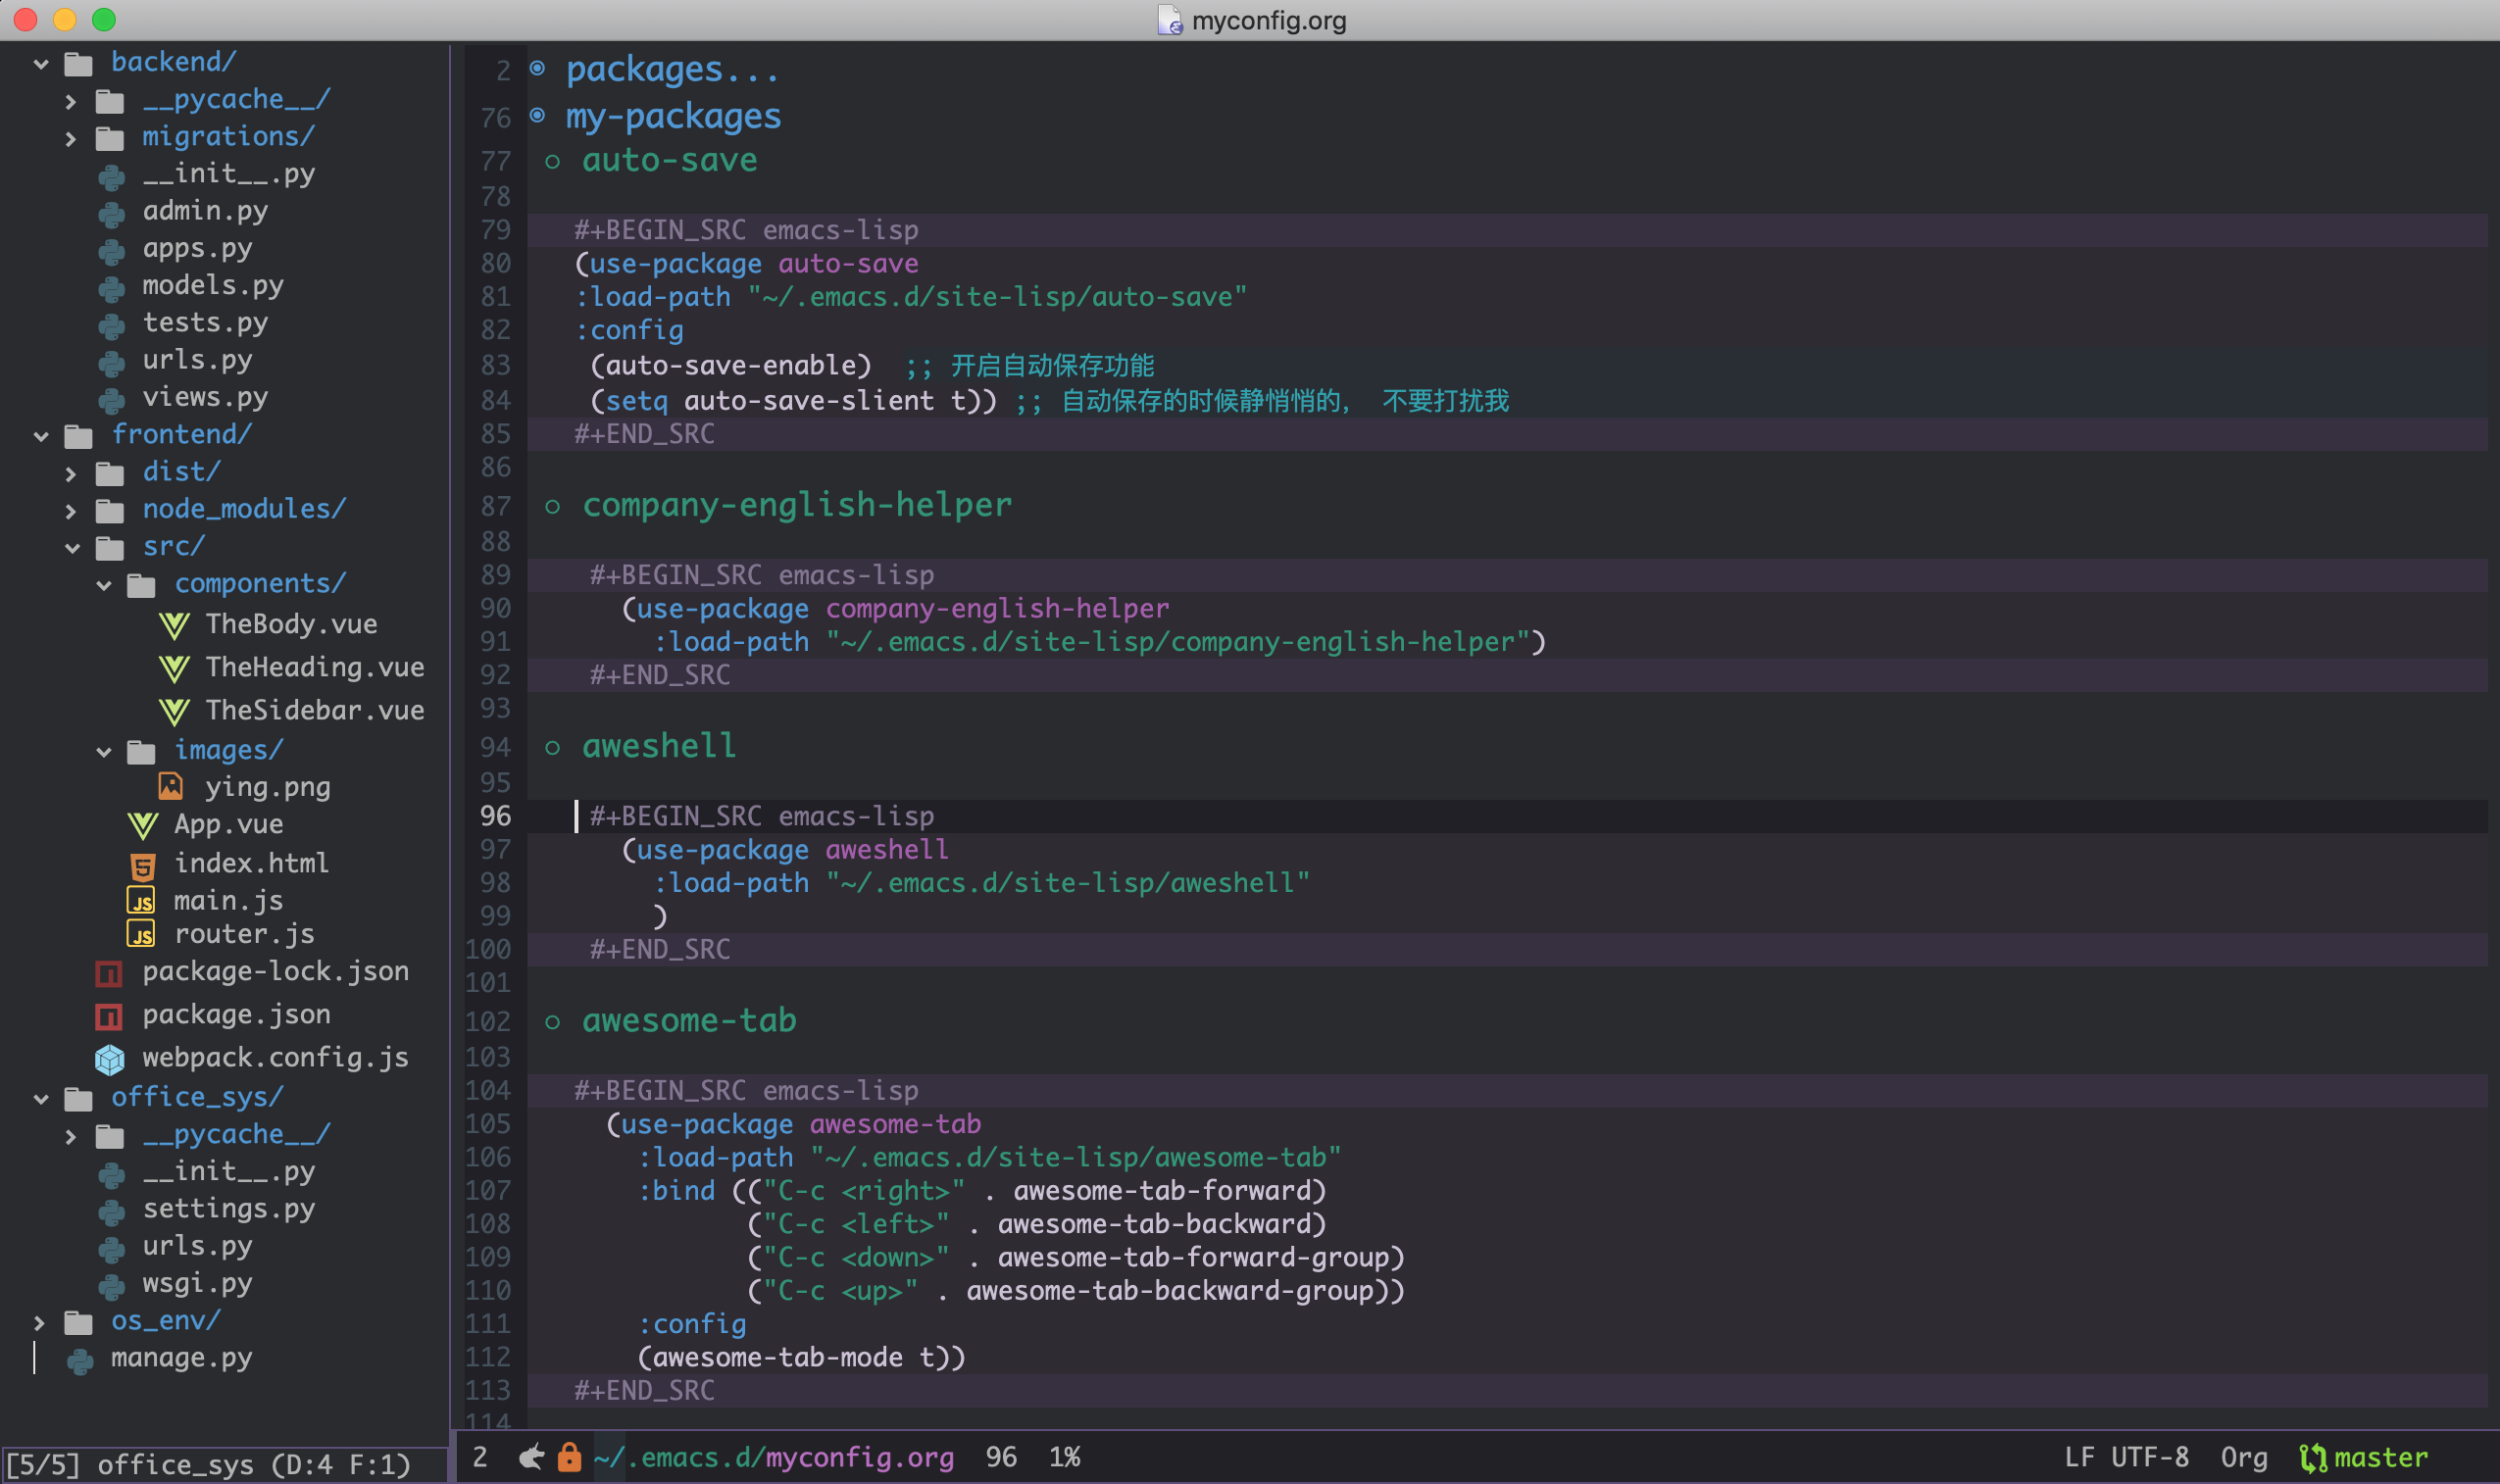 myconfig.org
backend/
__pycache__/
migrations/
__init__.py
admin.py
apps.py
models.py
tests.py
urls.py
views.py
frontend/
dist/
node_modules/
src/
components/
TheBody.vue
TheHeading.vue
TheSidebar.vue
images/
ying.png
App.vue
index.html
JS main.js
JS router.js
package-lock.json
package.json
webpack.config.js
office_sys/
__pycache__/
__init__.py
settings.py
urls.py
wsgi.py
os_env/
manage.py
[5/5] office_sys (D:4 F:1)
2 packages...
76 my-packages
77 auto-save
78
79 #+BEGIN_SRC emacs-lisp
80 (use-package auto-save
81 :load-path "~/.emacs.d/site-lisp/auto-save"
82 :config
83 (auto-save-enable) ;; 开启自动保存功能
84 (setq auto-save-slient t)) ;; 自动保存的时候静悄悄的， 不要打扰我
85 #+END_SRC
86
87 company-english-helper
88
89 #+BEGIN_SRC emacs-lisp
90 (use-package company-english-helper
91 :load-path "~/.emacs.d/site-lisp/company-english-helper")
92 #+END_SRC
93
94 aweshell
95
96 #+BEGIN_SRC emacs-lisp
97 (use-package aweshell
98 :load-path "~/.emacs.d/site-lisp/aweshell"
99 )
100 #+END_SRC
101
102 awesome-tab
103
104 #+BEGIN_SRC emacs-lisp
105 (use-package awesome-tab
106 :load-path "~/.emacs.d/site-lisp/awesome-tab"
107 :bind (("C-c <right>" . awesome-tab-forward)
108 ("C-c <left>" . awesome-tab-backward)
109 ("C-c <down>" . awesome-tab-forward-group)
110 ("C-c <up>" . awesome-tab-backward-group))
111 :config
112 (awesome-tab-mode t))
113 #+END_SRC
114
2 ~/.emacs.d/myconfig.org 96 1% LF UTF-8 Org master